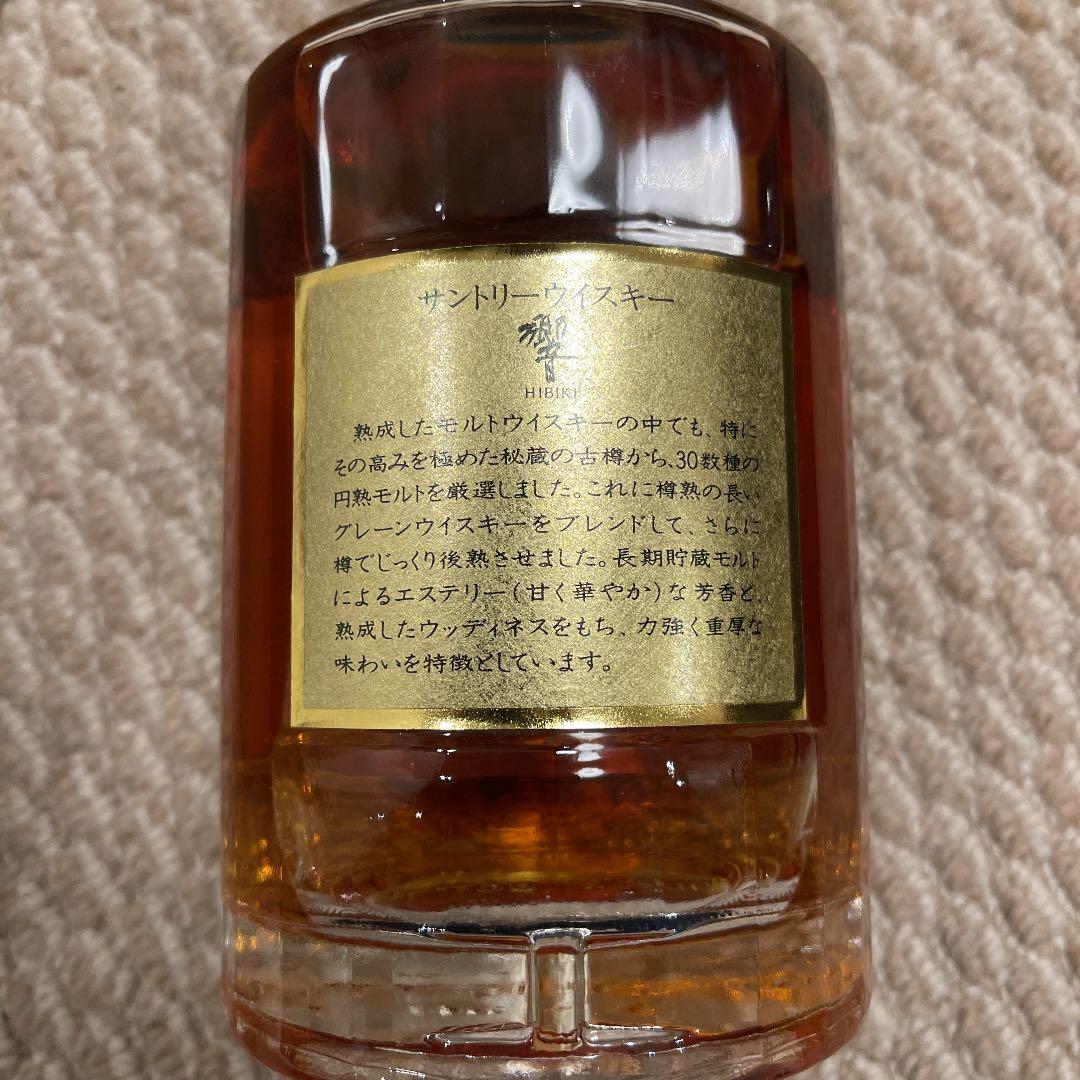 サントリーウイスキー
響
HIBIKI
熟成したモルトウイスキーの中でも、特に
その高みを極めた秘蔵の古樽から、30数種の
円熟モルトを厳選しました。これに樽熟の長い
グレーンウイスキーをブレンドして、さらに
樽でじっくり後熟させました。長期貯蔵モルト
によるエステリー(甘く華やか)な芳香と、
熟成したウッディネスをもち、力強く重厚な
味わいを特徴としています。